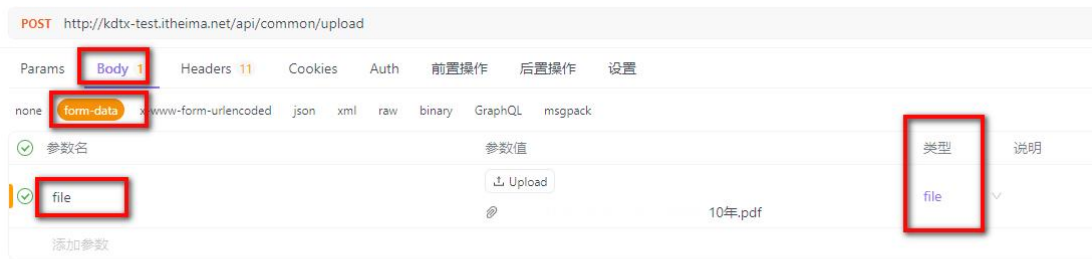 POST http://kdtx-test.itheima.net/api/common/upload
Params Body 1 Headers 11 Cookies Auth 前置操作 后置操作 设置
none form-data x-www-form-urlencoded json xml raw binary GraphQL msgpack
参数名 参数值 类型 说明
Upload
file file
10年.pdf
添加参数